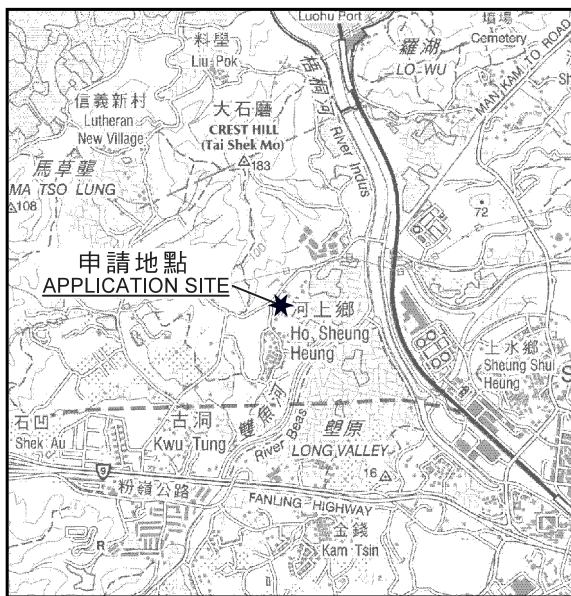 Luohu Port
墳場
Cemetery
料壆
Liu Pok
羅湖
LO WU
MAN KAM TO ROAD
梧桐河
River Indus
信義新村
Lutheran
New Village
大石磨
CREST HILL
(Tai Shek Mo)
183
馬草壟
MA TSO LUNG
108
72
100
申請地點
APPLICATION SITE
河上鄉
Ho Sheung
Heung
上水鄉
Sheung Shui
Heung
S
石凹
Shek Au
古洞
Kwu Tung
雙魚河
River Beas
塱原
LONG VALLEY
16
9
粉嶺公路
FANLING HIGHWAY
R
金錢
Kam Tsin